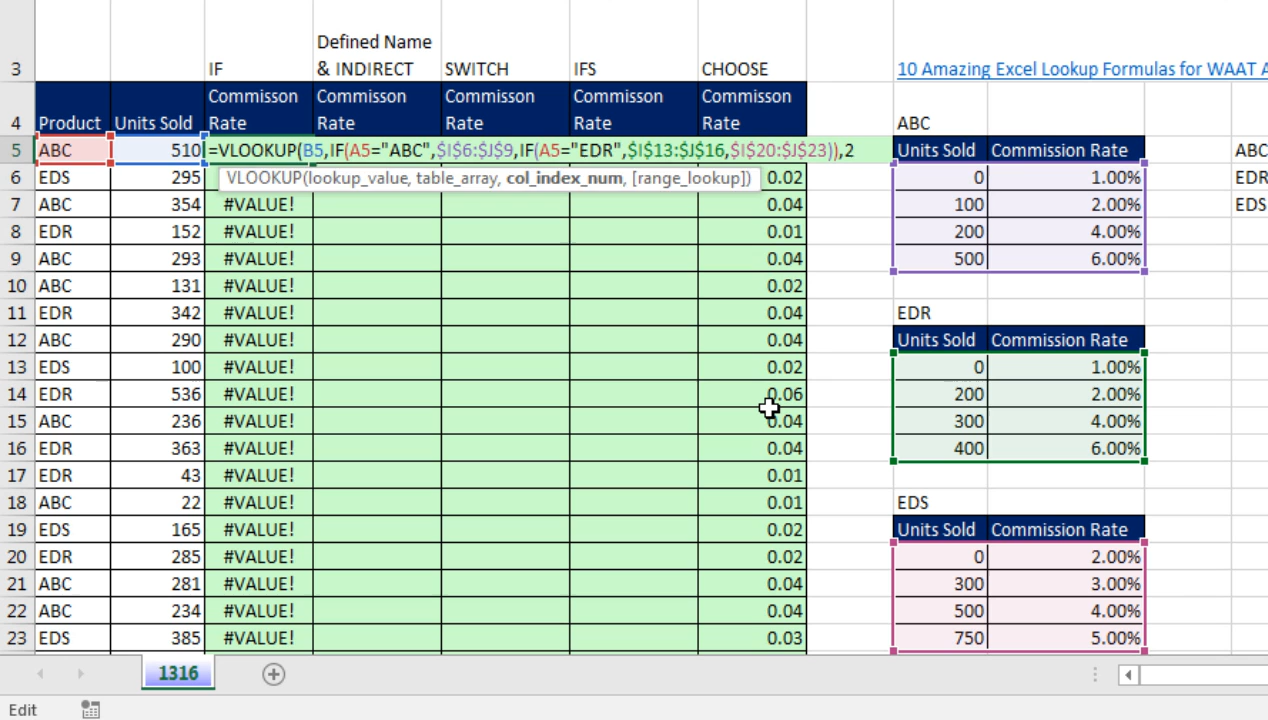 Defined Name
3 IF & INDIRECT SWITCH IFS CHOOSE 10 Amazing Excel Lookup Formulas for WAAT
Commisson Commisson Commisson Commisson Commisson
4 Product Units Sold Rate Rate Rate Rate Rate ABC
5 ABC 510 =VLOOKUP(B5,IF(A5="ABC",$I$6:$J$9,IF(A5="EDR",$I$13:$J$16,$I$20:$J$23)),2 Units Sold Commission Rate ABC
6 EDS 295 VLOOKUP(lookup_value, table_array, col_index_num, [range_lookup]) 0.02 0 1.00% EDR
7 ABC 354 #VALUE! 0.04 100 2.00% EDS
8 EDR 152 #VALUE! 0.01 200 4.00%
9 ABC 293 #VALUE! 0.04 500 6.00%
10 ABC 131 #VALUE! 0.02
11 EDR 342 #VALUE! 0.04 EDR
12 ABC 290 #VALUE! 0.04 Units Sold Commission Rate
13 EDS 100 #VALUE! 0.02 0 1.00%
14 EDR 536 #VALUE! 0.06 200 2.00%
15 ABC 236 #VALUE! 0.04 300 4.00%
16 EDR 363 #VALUE! 0.04 400 6.00%
17 EDR 43 #VALUE! 0.01
18 ABC 22 #VALUE! 0.01 EDS
19 EDS 165 #VALUE! 0.02 Units Sold Commission Rate
20 EDR 285 #VALUE! 0.02 0 2.00%
21 ABC 281 #VALUE! 0.04 300 3.00%
22 ABC 234 #VALUE! 0.04 500 4.00%
23 EDS 385 #VALUE! 0.03 750 5.00%
1316
Edit